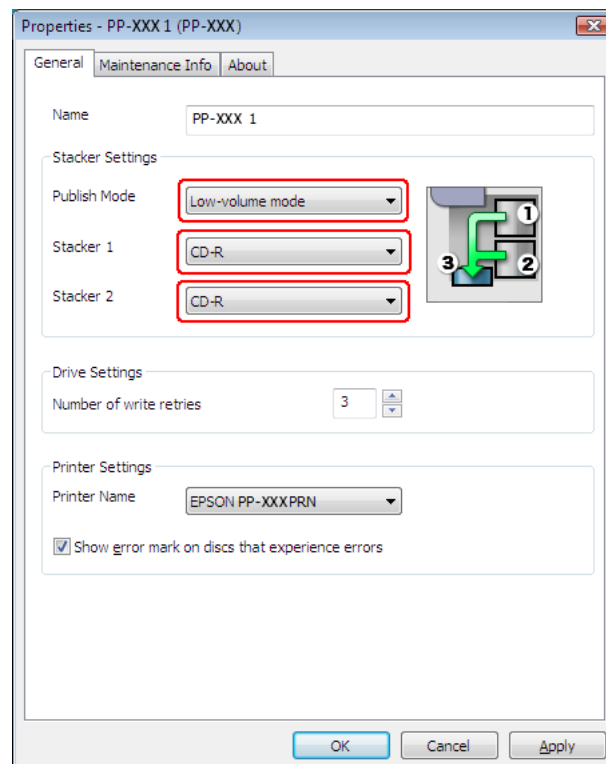 Properties - PP-XXX 1 (PP-XXX)
General Maintenance Info About
Name PP-XXX 1
Stacker Settings
Publish Mode Low-volume mode
Stacker 1 CD-R
Stacker 2 CD-R
1
3 2
Drive Settings
Number of write retries 3
Printer Settings
Printer Name EPSON PP-XXXPRN
Show error mark on discs that experience errors
OK Cancel Apply